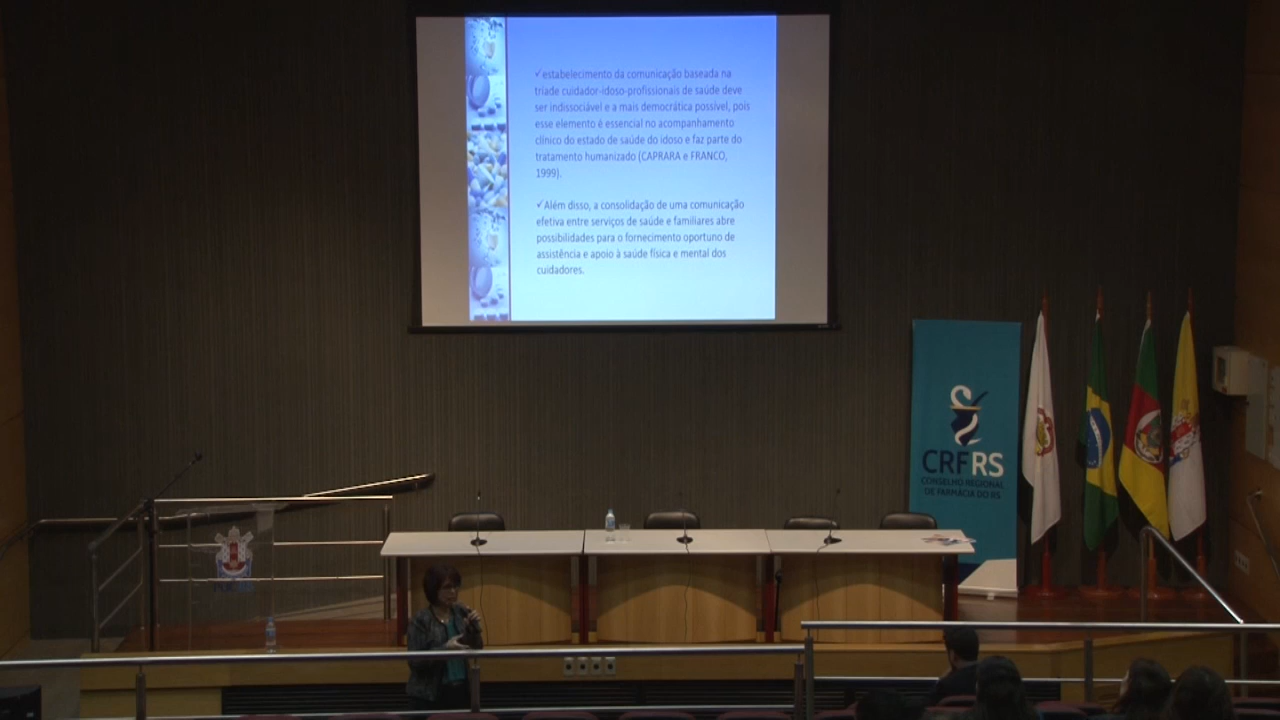 ✓estabelecimento da comunicação baseada na
tríade cuidador-idoso-profissionais de saúde deve
ser indissociável e a mais democrática possível, pois
esse elemento é essencial no acompanhamento
clínico do estado de saúde do idoso e faz parte do
tratamento humanizado (CAPRARA e FRANCO,
1999).
✓Além disso, a consolidação de uma comunicação
efetiva entre serviços de saúde e familiares abre
possibilidades para o fornecimento oportuno de
assistência e apoio à saúde física e mental dos
cuidadores.
CRFRS
CONSELHO REGIONAL
DE FARMÁCIA DO RS